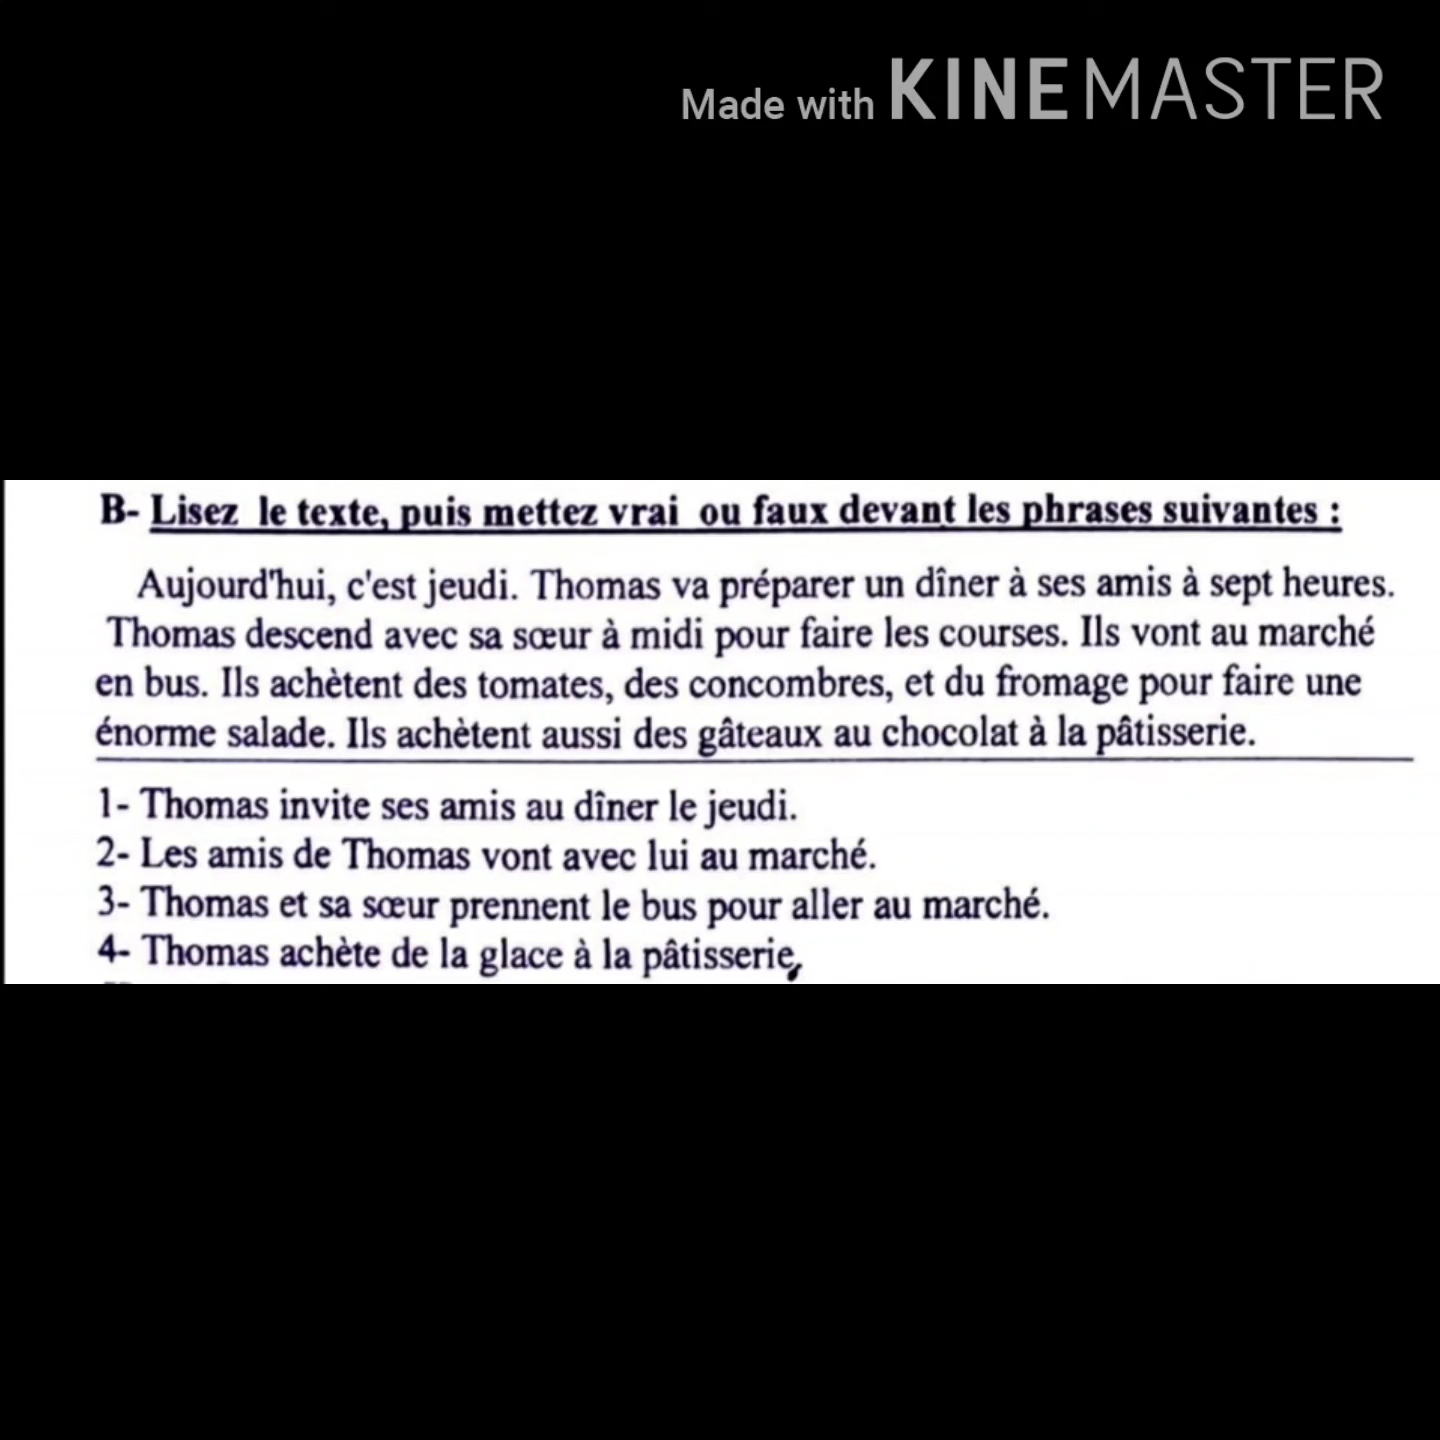 Made with KINEMASTER
B- Lisez le texte, puis mettez vrai ou faux devant les phrases suivantes :
Aujourd'hui, c'est jeudi. Thomas va préparer un dîner à ses amis à sept heures.
Thomas descend avec sa sœur à midi pour faire les courses. Ils vont au marché
en bus. Ils achètent des tomates, des concombres, et du fromage pour faire une
énorme salade. Ils achètent aussi des gâteaux au chocolat à la pâtisserie.
1- Thomas invite ses amis au dîner le jeudi.
2- Les amis de Thomas vont avec lui au marché.
3- Thomas et sa sœur prennent le bus pour aller au marché.
4- Thomas achète de la glace à la pâtisserie,